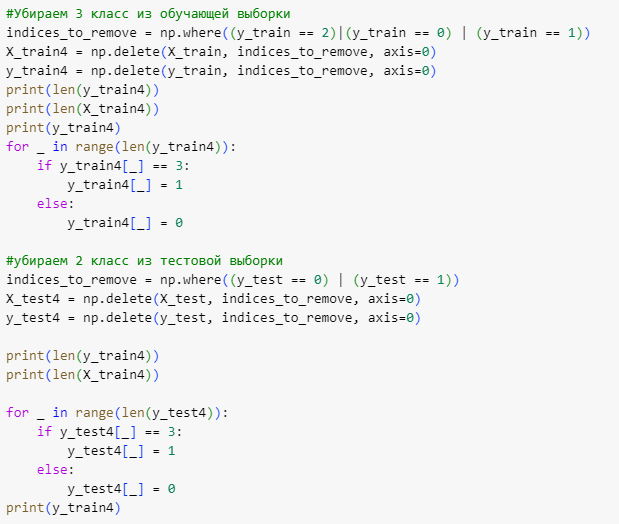 #Убираем 3 класс из обучающей выборки
indices_to_remove = np.where((y_train == 2)|(y_train == 0) | (y_train == 1))
X_train4 = np.delete(X_train, indices_to_remove, axis=0)
y_train4 = np.delete(y_train, indices_to_remove, axis=0)
print(len(y_train4))
print(len(X_train4))
print(y_train4)
for _ in range(len(y_train4)):
    if y_train4[_] == 3:
        y_train4[_] = 1
    else:
        y_train4[_] = 0

#убираем 2 класс из тестовой выборки
indices_to_remove = np.where((y_test == 0) | (y_test == 1))
X_test4 = np.delete(X_test, indices_to_remove, axis=0)
y_test4 = np.delete(y_test, indices_to_remove, axis=0)

print(len(y_train4))
print(len(X_train4))

for _ in range(len(y_test4)):
    if y_test4[_] == 3:
        y_test4[_] = 1
    else:
        y_test4[_] = 0
print(y_train4)